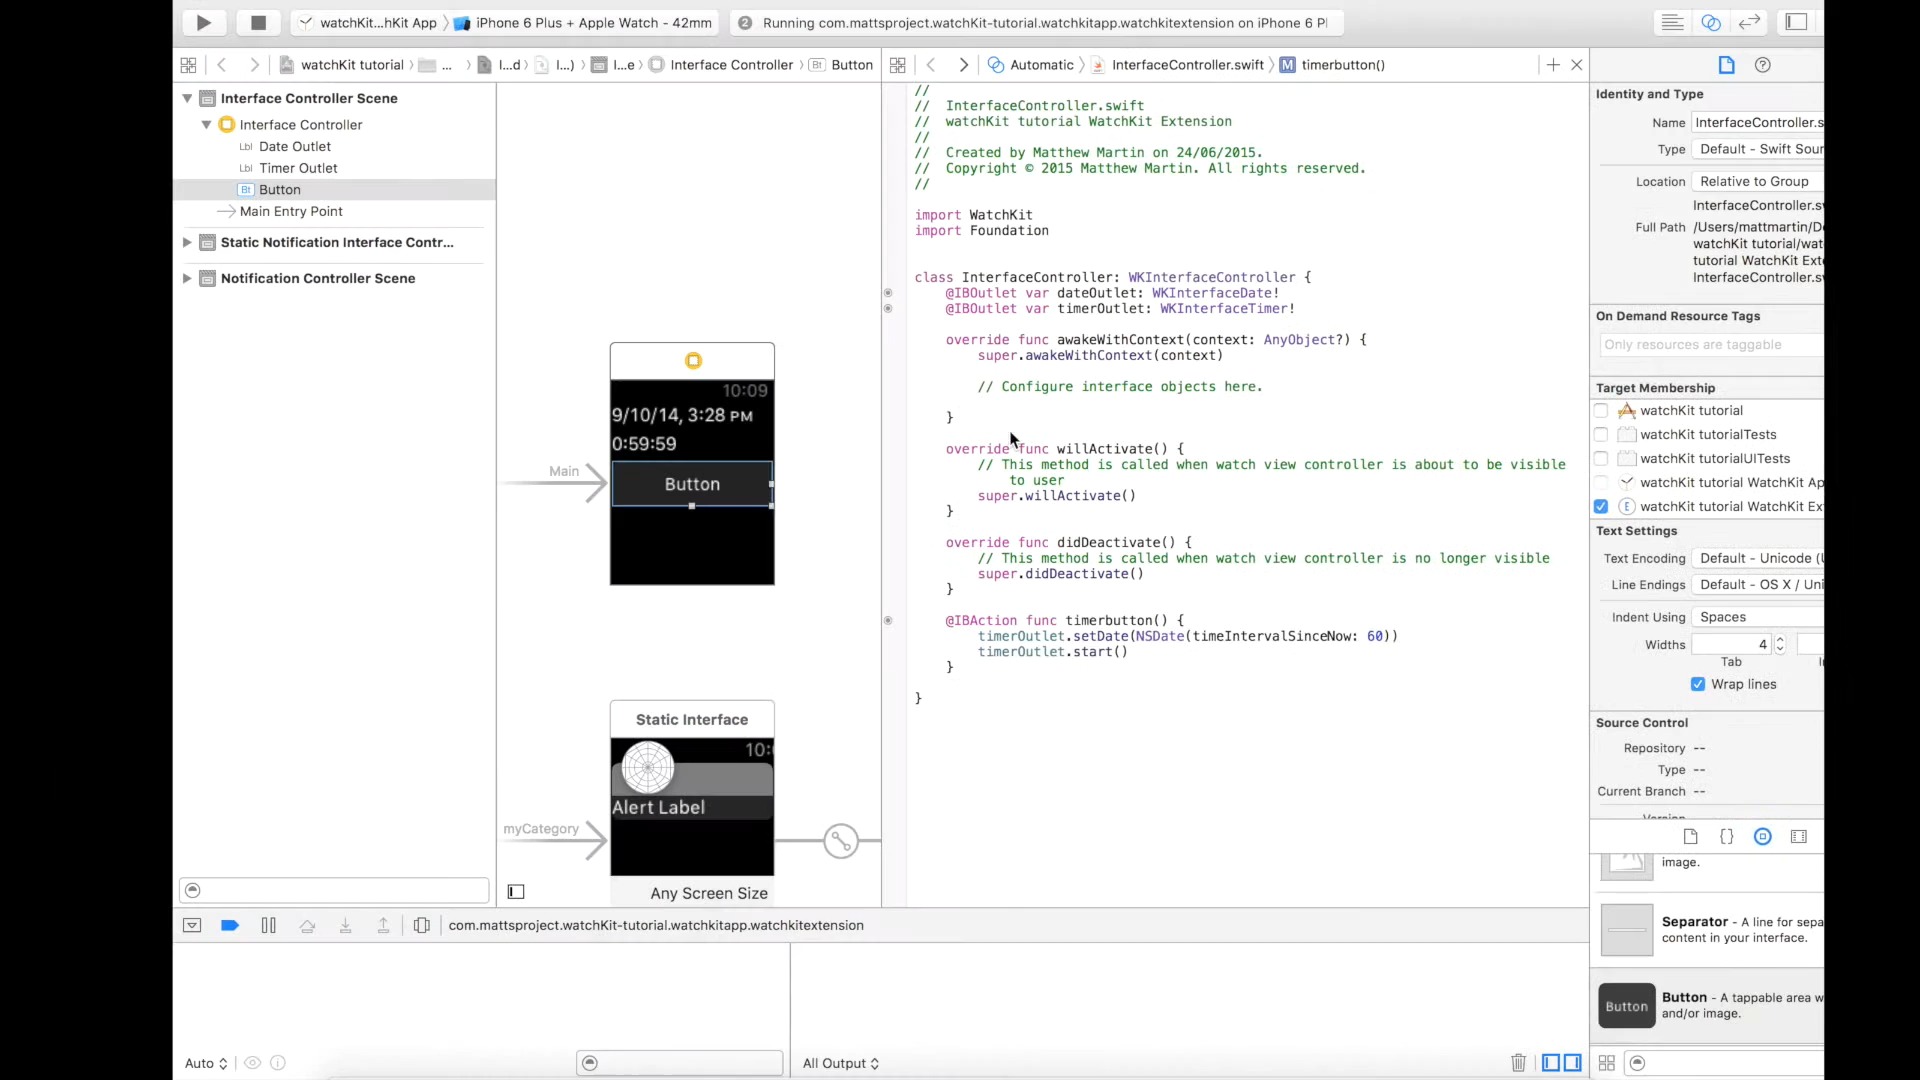 watchKit...hKit App
iPhone 6 Plus + Apple Watch - 42mm
2
Running com.mattsproject.watchKit-tutorial.watchkitapp.watchkitextension on iPhone 6 Pl
watchKit tutorial
...
I...d
I...)
I...e
Interface Controller
Bt
Button
Automatic
InterfaceController.swift
M
timerbutton()
Interface Controller Scene
Interface Controller
Lbl Date Outlet
Lbl Timer Outlet
Bt Button
Main Entry Point
Static Notification Interface Contr...
Notification Controller Scene
Main
10:09
9/10/14, 3:28 PM
0:59:59
Button
Static Interface
10:
Alert Label
myCategory
Any Screen Size
//
// InterfaceController.swift
// watchKit tutorial WatchKit Extension
//
// Created by Matthew Martin on 24/06/2015.
// Copyright © 2015 Matthew Martin. All rights reserved.
//
import WatchKit
import Foundation
class InterfaceController: WKInterfaceController {
@IBOutlet var dateOutlet: WKInterfaceDate!
@IBOutlet var timerOutlet: WKInterfaceTimer!
override func awakeWithContext(context: AnyObject?) {
super.awakeWithContext(context)
// Configure interface objects here.
}
override func willActivate() {
// This method is called when watch view controller is about to be visible
to user
super.willActivate()
}
override func didDeactivate() {
// This method is called when watch view controller is no longer visible
super.didDeactivate()
}
@IBAction func timerbutton() {
timerOutlet.setDate(NSDate(timeIntervalSinceNow: 60))
timerOutlet.start()
}
}
Identity and Type
Name InterfaceController.s
Type Default - Swift Sour
Location Relative to Group
InterfaceController.sw
Full Path /Users/mattmartin/De
watchKit tutorial/wat
tutorial WatchKit Exte
InterfaceController.sw
On Demand Resource Tags
Only resources are taggable
Target Membership
watchKit tutorial
watchKit tutorialTests
watchKit tutorialUITests
watchKit tutorial WatchKit Ap
E watchKit tutorial WatchKit Ex
Text Settings
Text Encoding Default - Unicode (U
Line Endings Default - OS X / Uni
Indent Using Spaces
Widths 4
Tab
Wrap lines
Source Control
Repository --
Type --
Current Branch --
image.
Separator - A line for sepa
content in your interface.
Button
Button - A tappable area w
and/or image.
com.mattsproject.watchKit-tutorial.watchkitapp.watchkitextension
Auto
All Output